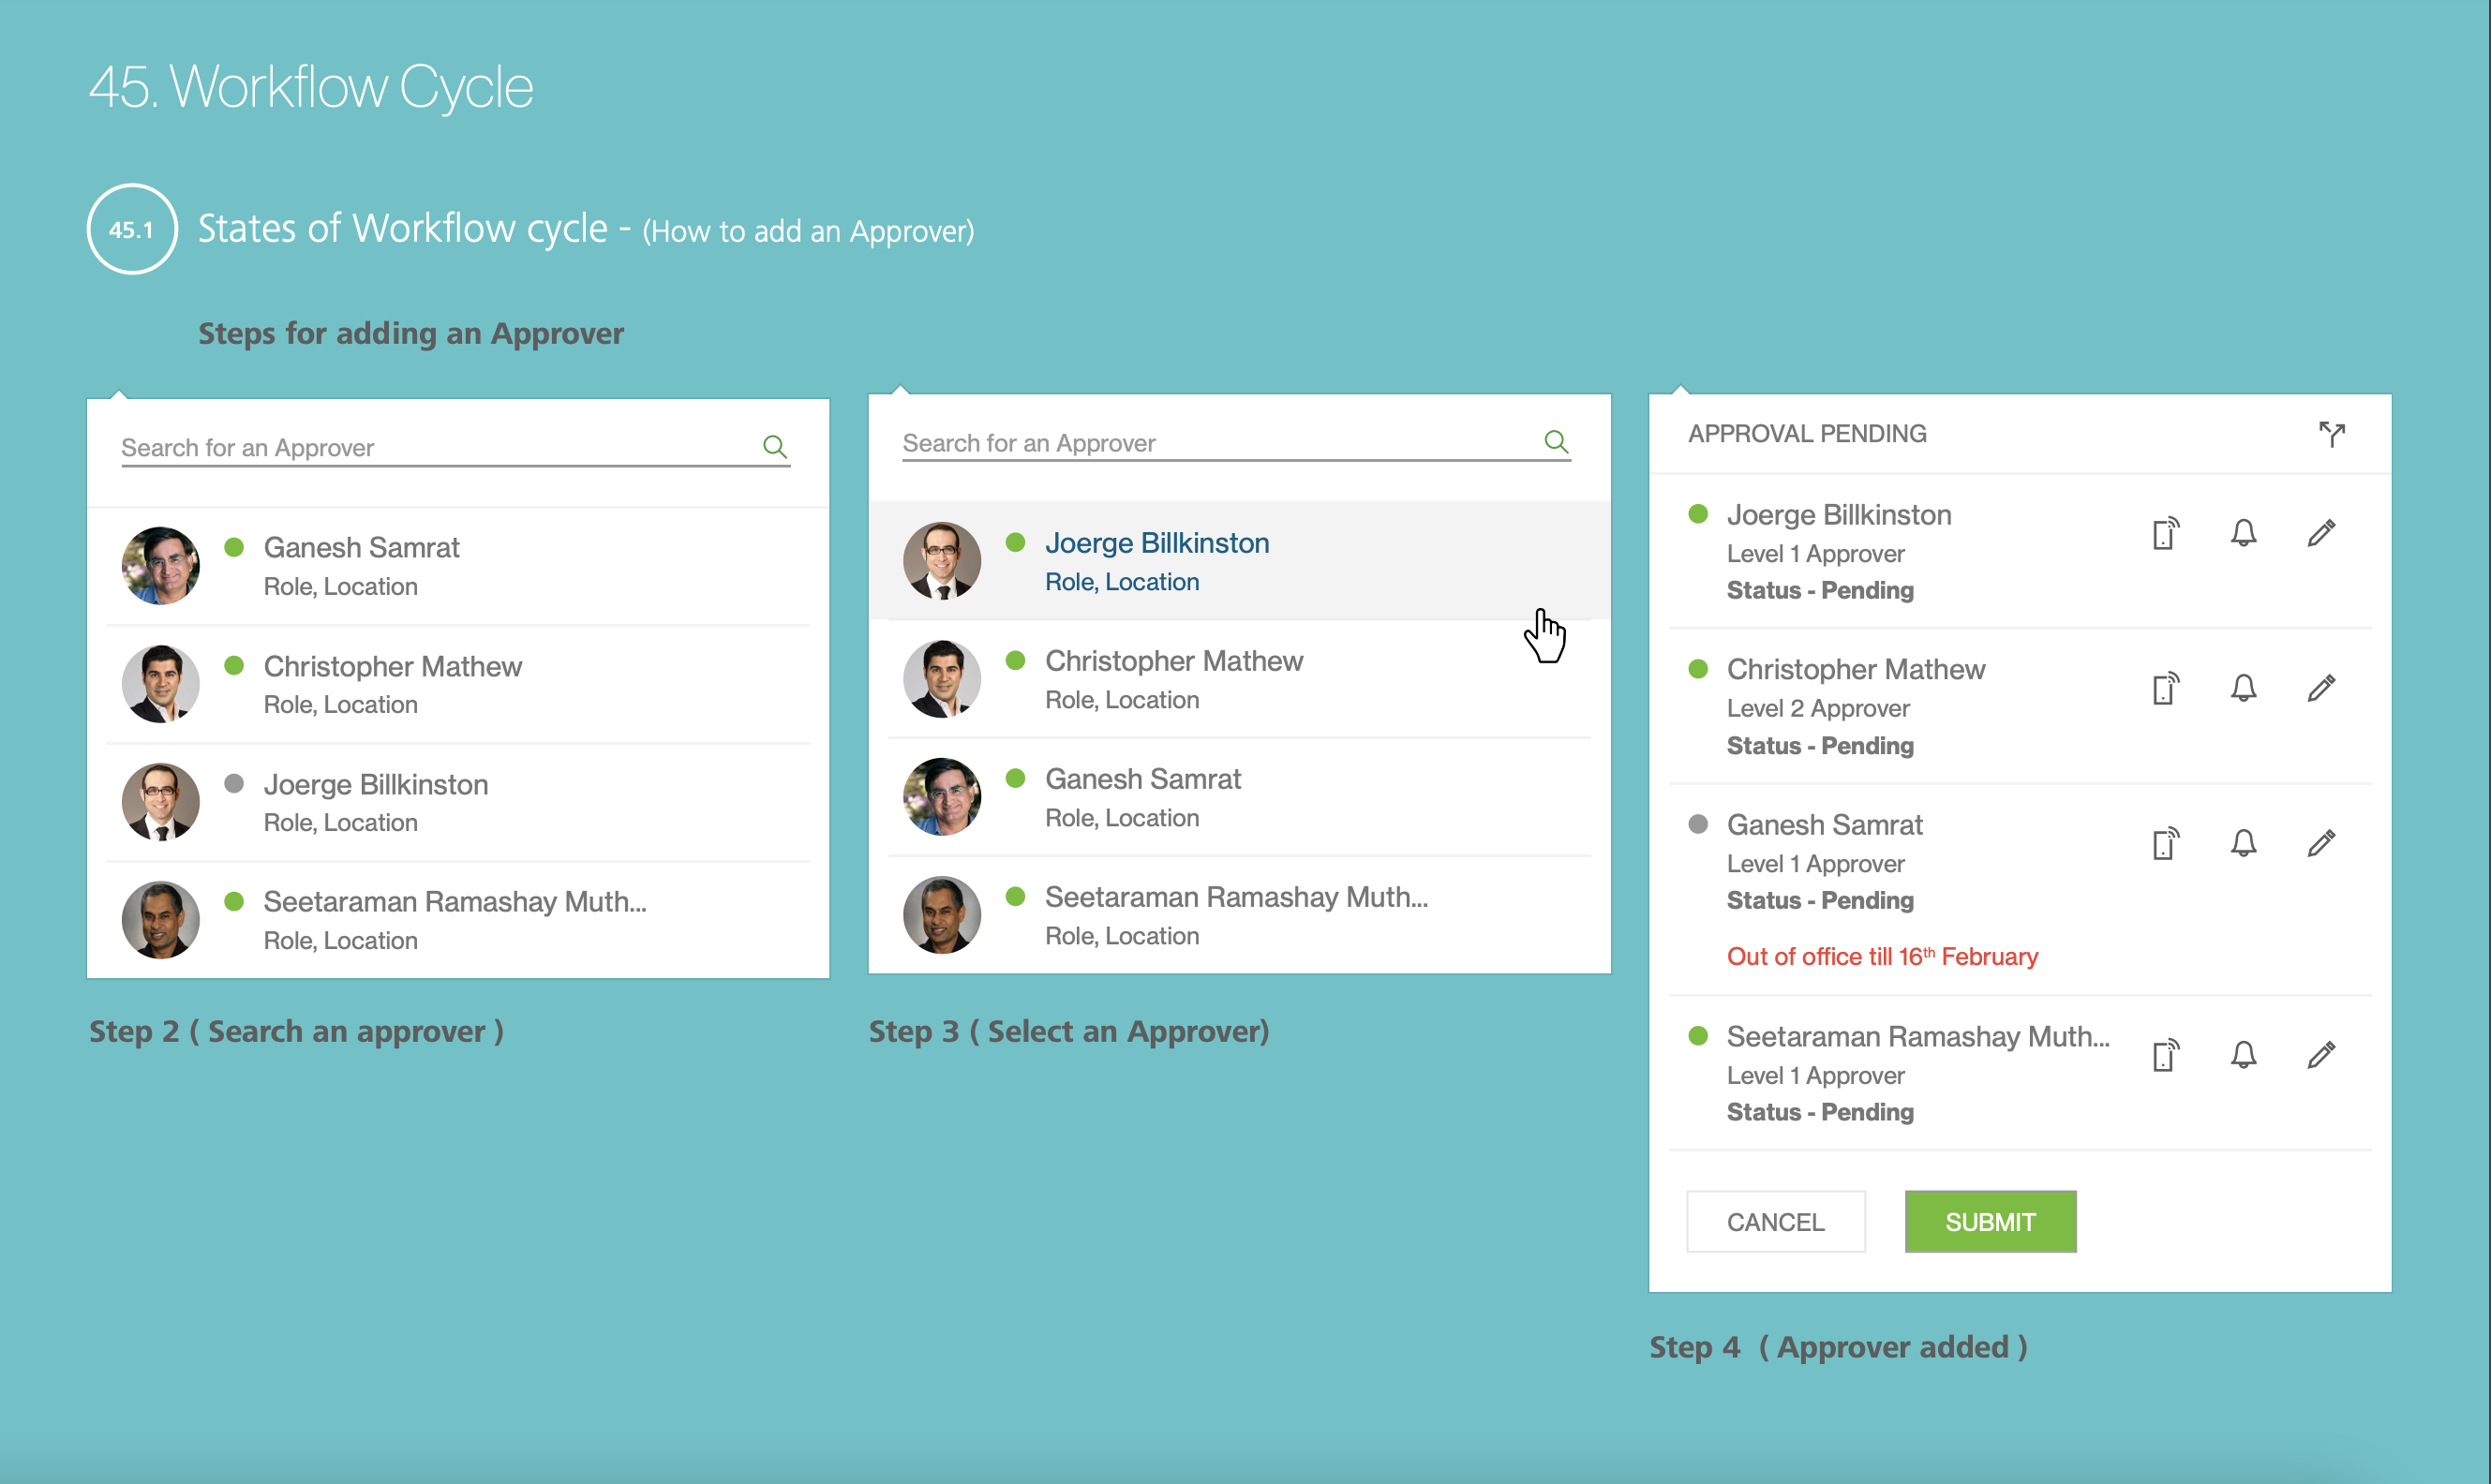 45. Workflow Cycle
45.1
States of Workflow cycle - (How to add an Approver)
Steps for adding an Approver
Search for an Approver
Ganesh Samrat
Role, Location
Christopher Mathew
Role, Location
Joerge Billkinston
Role, Location
Seetaraman Ramashay Muth...
Role, Location
Step 2 ( Search an approver )
Search for an Approver
Joerge Billkinston
Role, Location
Christopher Mathew
Role, Location
Ganesh Samrat
Role, Location
Seetaraman Ramashay Muth...
Role, Location
Step 3 ( Select an Approver)
APPROVAL PENDING
Joerge Billkinston
Level 1 Approver
Status - Pending
Christopher Mathew
Level 2 Approver
Status - Pending
Ganesh Samrat
Level 1 Approver
Status - Pending
Out of office till 16th February
Seetaraman Ramashay Muth...
Level 1 Approver
Status - Pending
CANCEL
SUBMIT
Step 4 ( Approver added )